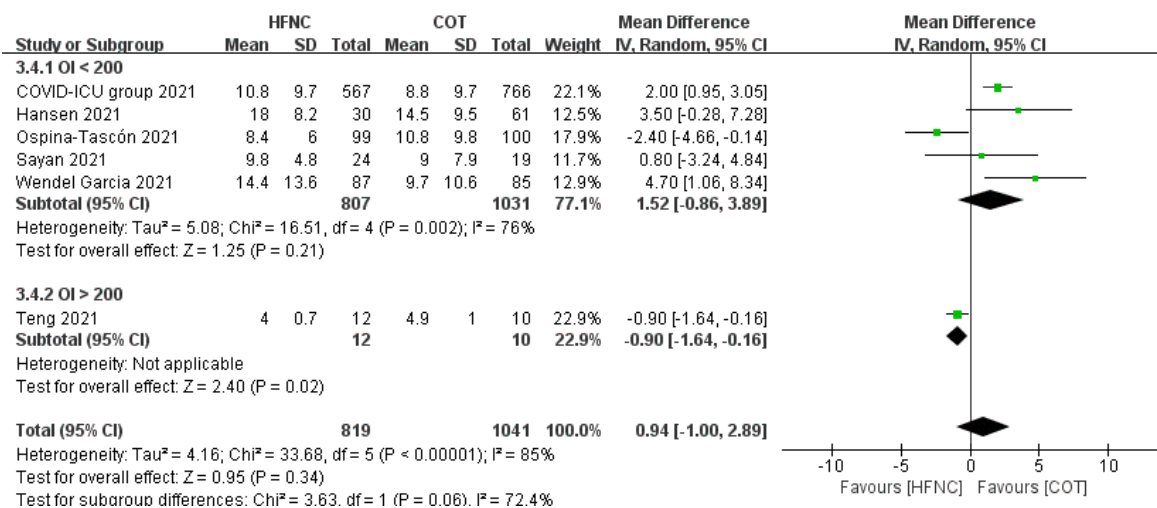 HFNC COT Mean Difference Mean Difference
Study or Subgroup Mean SD Total Mean SD Total Weight IV, Random, 95% CI IV, Random, 95% CI
3.4.1 OI < 200
COVID-ICU group 2021 10.8 9.7 567 8.8 9.7 766 22.1% 2.00 [0.95, 3.05]
Hansen 2021 18 8.2 30 14.5 9.5 61 12.5% 3.50 [-0.28, 7.28]
Ospina-Tascón 2021 8.4 6 99 10.8 9.8 100 17.9% -2.40 [-4.66, -0.14]
Sayan 2021 9.8 4.8 24 9 7.9 19 11.7% 0.80 [-3.24, 4.84]
Wendel Garcia 2021 14.4 13.6 87 9.7 10.6 85 12.9% 4.70 [1.06, 8.34]
Subtotal (95% CI) 807 1031 77.1% 1.52 [-0.86, 3.89]
Heterogeneity: Tau² = 5.08; Chi² = 16.51, df = 4 (P = 0.002); I² = 76%
Test for overall effect: Z = 1.25 (P = 0.21)
3.4.2 OI > 200
Teng 2021 4 0.7 12 4.9 1 10 22.9% -0.90 [-1.64, -0.16]
Subtotal (95% CI) 12 10 22.9% -0.90 [-1.64, -0.16]
Heterogeneity: Not applicable
Test for overall effect: Z = 2.40 (P = 0.02)
Total (95% CI) 819 1041 100.0% 0.94 [-1.00, 2.89]
Heterogeneity: Tau² = 4.16; Chi² = 33.68, df = 5 (P < 0.00001); I² = 85%
Test for overall effect: Z = 0.95 (P = 0.34)
Test for subgroup differences: Chi² = 3.63, df = 1 (P = 0.06), I² = 72.4%
-10 -5 0 5 10
Favours [HFNC] Favours [COT]